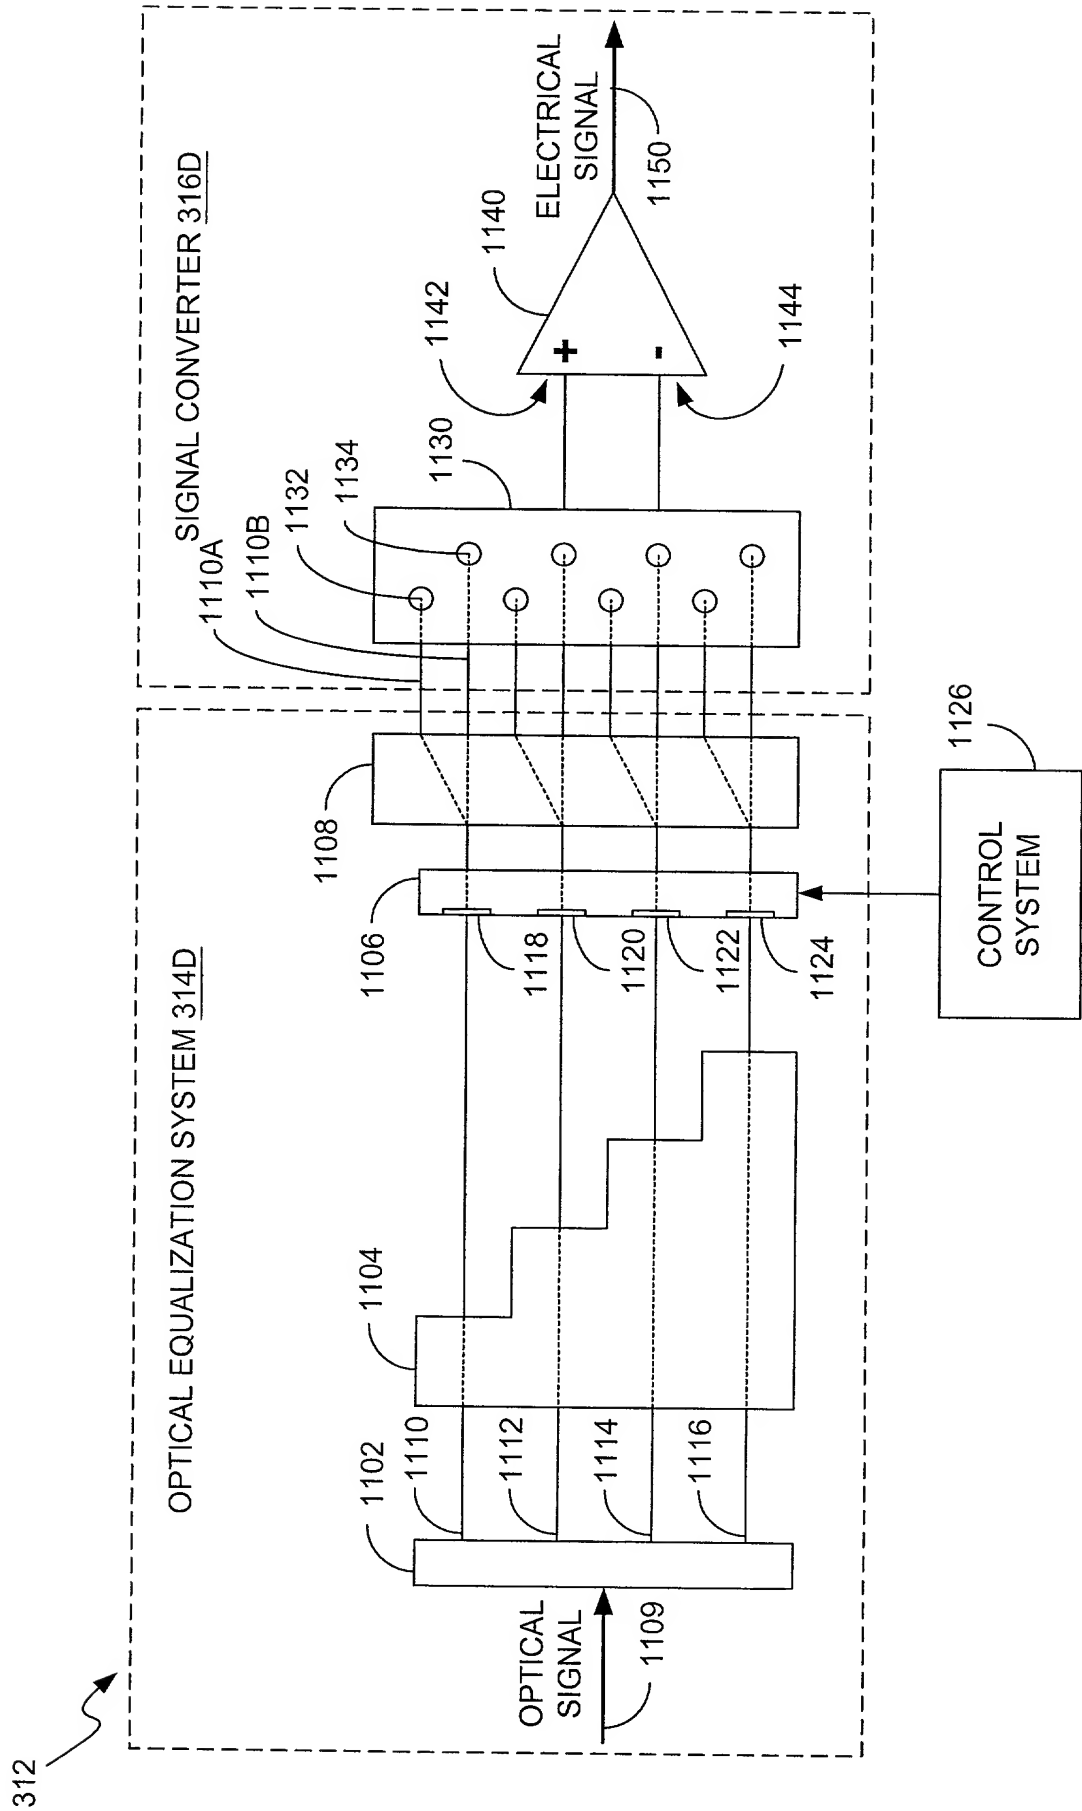 312
OPTICAL EQUALIZATION SYSTEM 314D
SIGNAL CONVERTER 316D
OPTICAL
SIGNAL
1109
1102
1110
1112
1114
1116
1104
1106
1118
1120
1122
1124
1108
1110A
1110B
1132
1134
1130
1142
1140
1144
+
-
ELECTRICAL
SIGNAL
1150
CONTROL
SYSTEM
1126